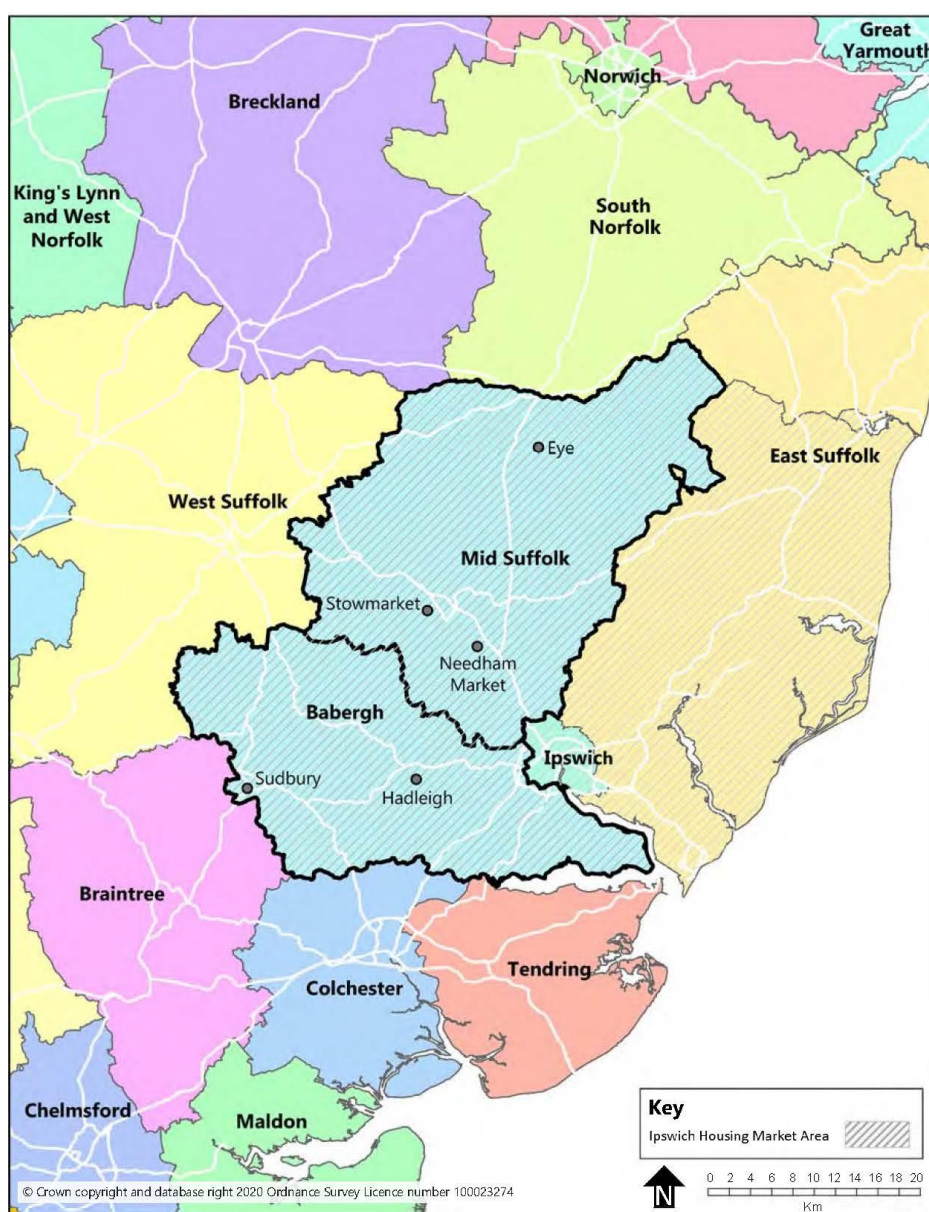 Great
Yarmouth
Norwich
Breckland
King's Lynn
and West
Norfolk
South
Norfolk
Eye
East Suffolk
West Suffolk
Mid Suffolk
Stowmarket
Needham
Market
Babergh
Ipswich
Sudbury
Hadleigh
Braintree
Tendring
Colchester
Chelmsford
Maldon
Key
Ipswich Housing Market Area
N
0 2 4 6 8 10 12 14 16 18 20
Km
© Crown copyright and database right 2020 Ordnance Survey Licence number 100023274